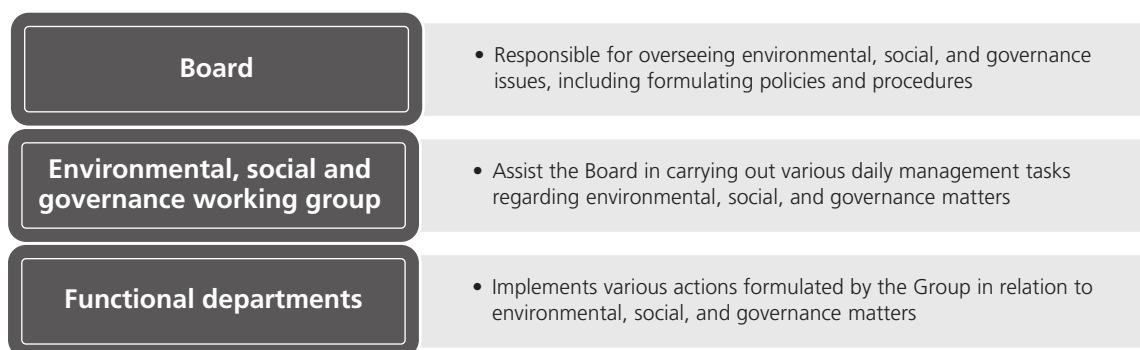 Board
• Responsible for overseeing environmental, social, and governance
issues, including formulating policies and procedures
Environmental, social and
governance working group
• Assist the Board in carrying out various daily management tasks
regarding environmental, social, and governance matters
Functional departments
• Implements various actions formulated by the Group in relation to
environmental, social, and governance matters